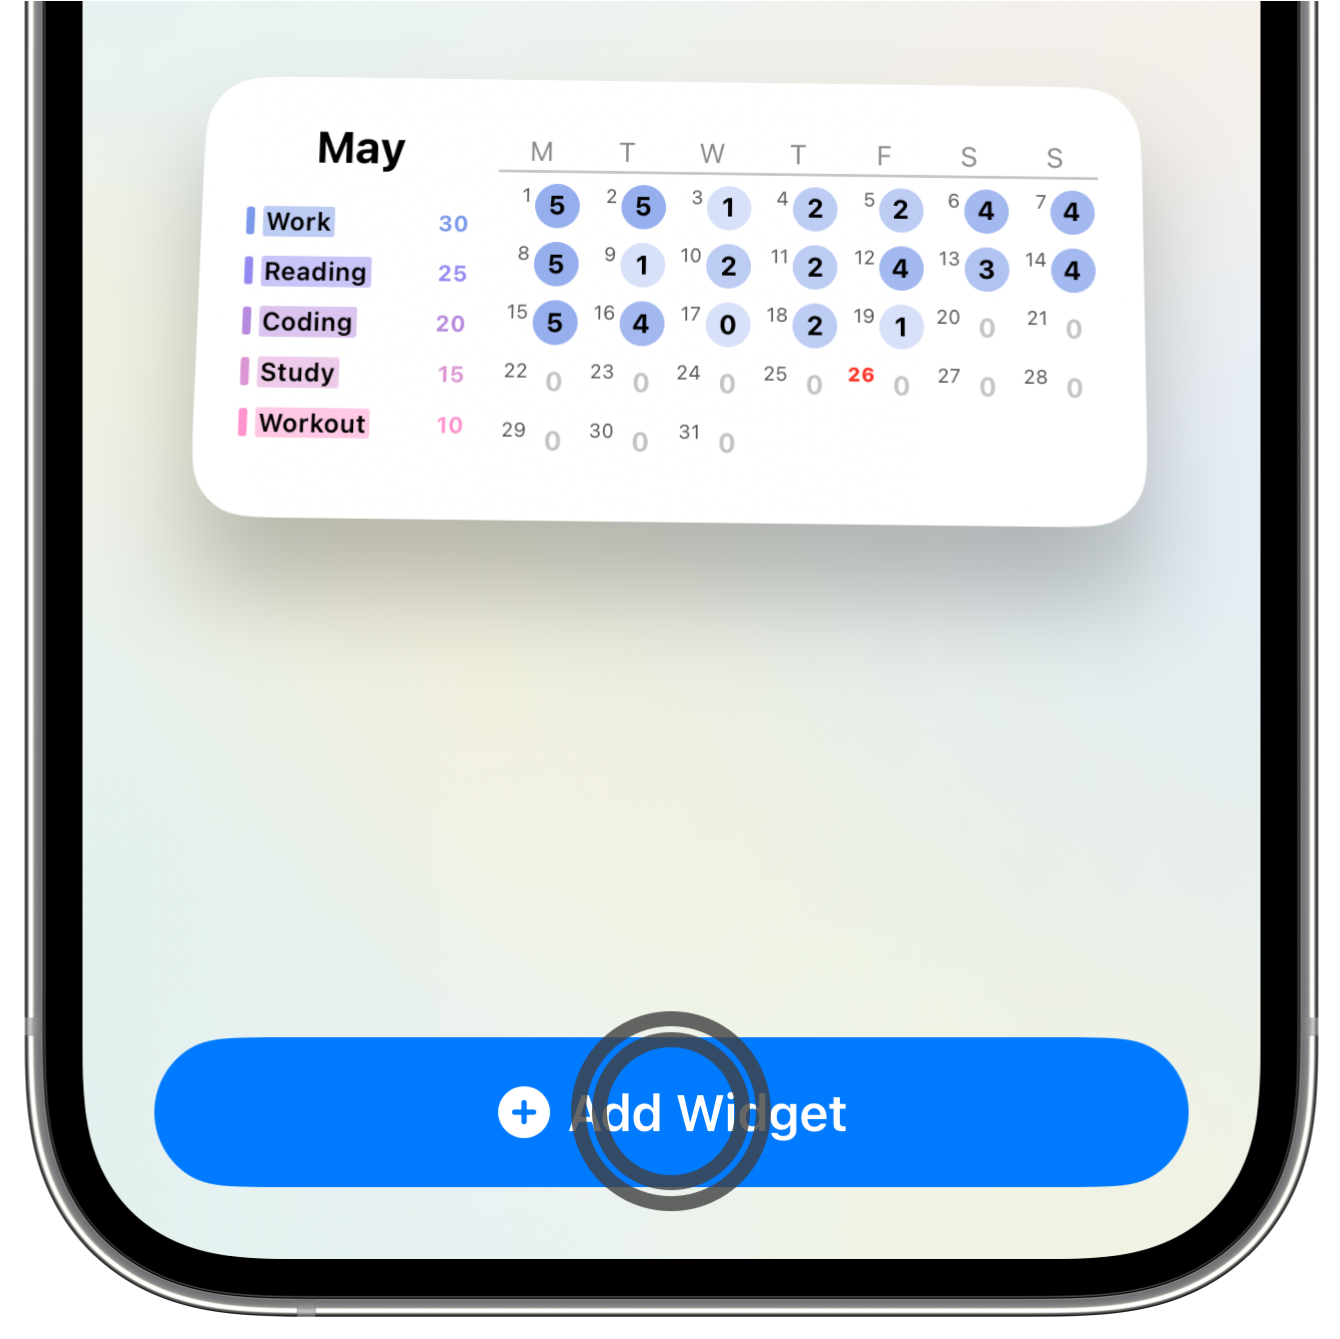 May
Work 30
Reading 25
Coding 20
Study 15
Workout 10
M T W T F S S
1 5 2 5 3 1 4 2 5 2 6 4 7 4
8 5 9 1 10 2 11 2 12 4 13 3 14 4
15 5 16 4 17 0 18 2 19 1 20 0 21 0
22 0 23 0 24 0 25 0 26 0 27 0 28 0
29 0 30 0 31 0
Add Widget